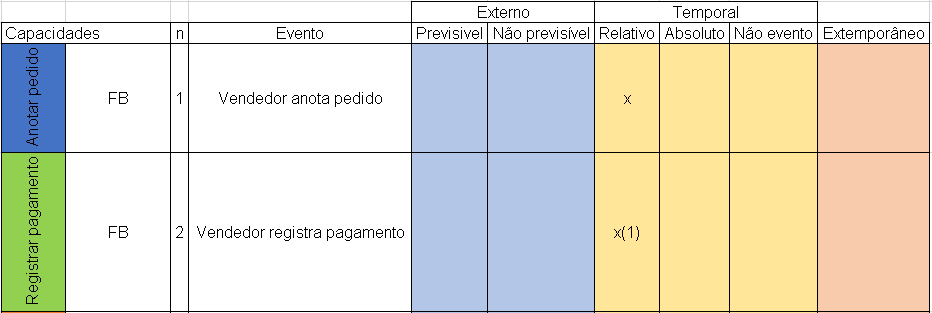 Externo Temporal
Capacidades n Evento Previsivel Não previsível Relativo Absoluto Não evento Extemporâneo
Anotar pedido FB 1 Vendedor anota pedido x
Registrar pagamento FB 2 Vendedor registra pagamento x(1)